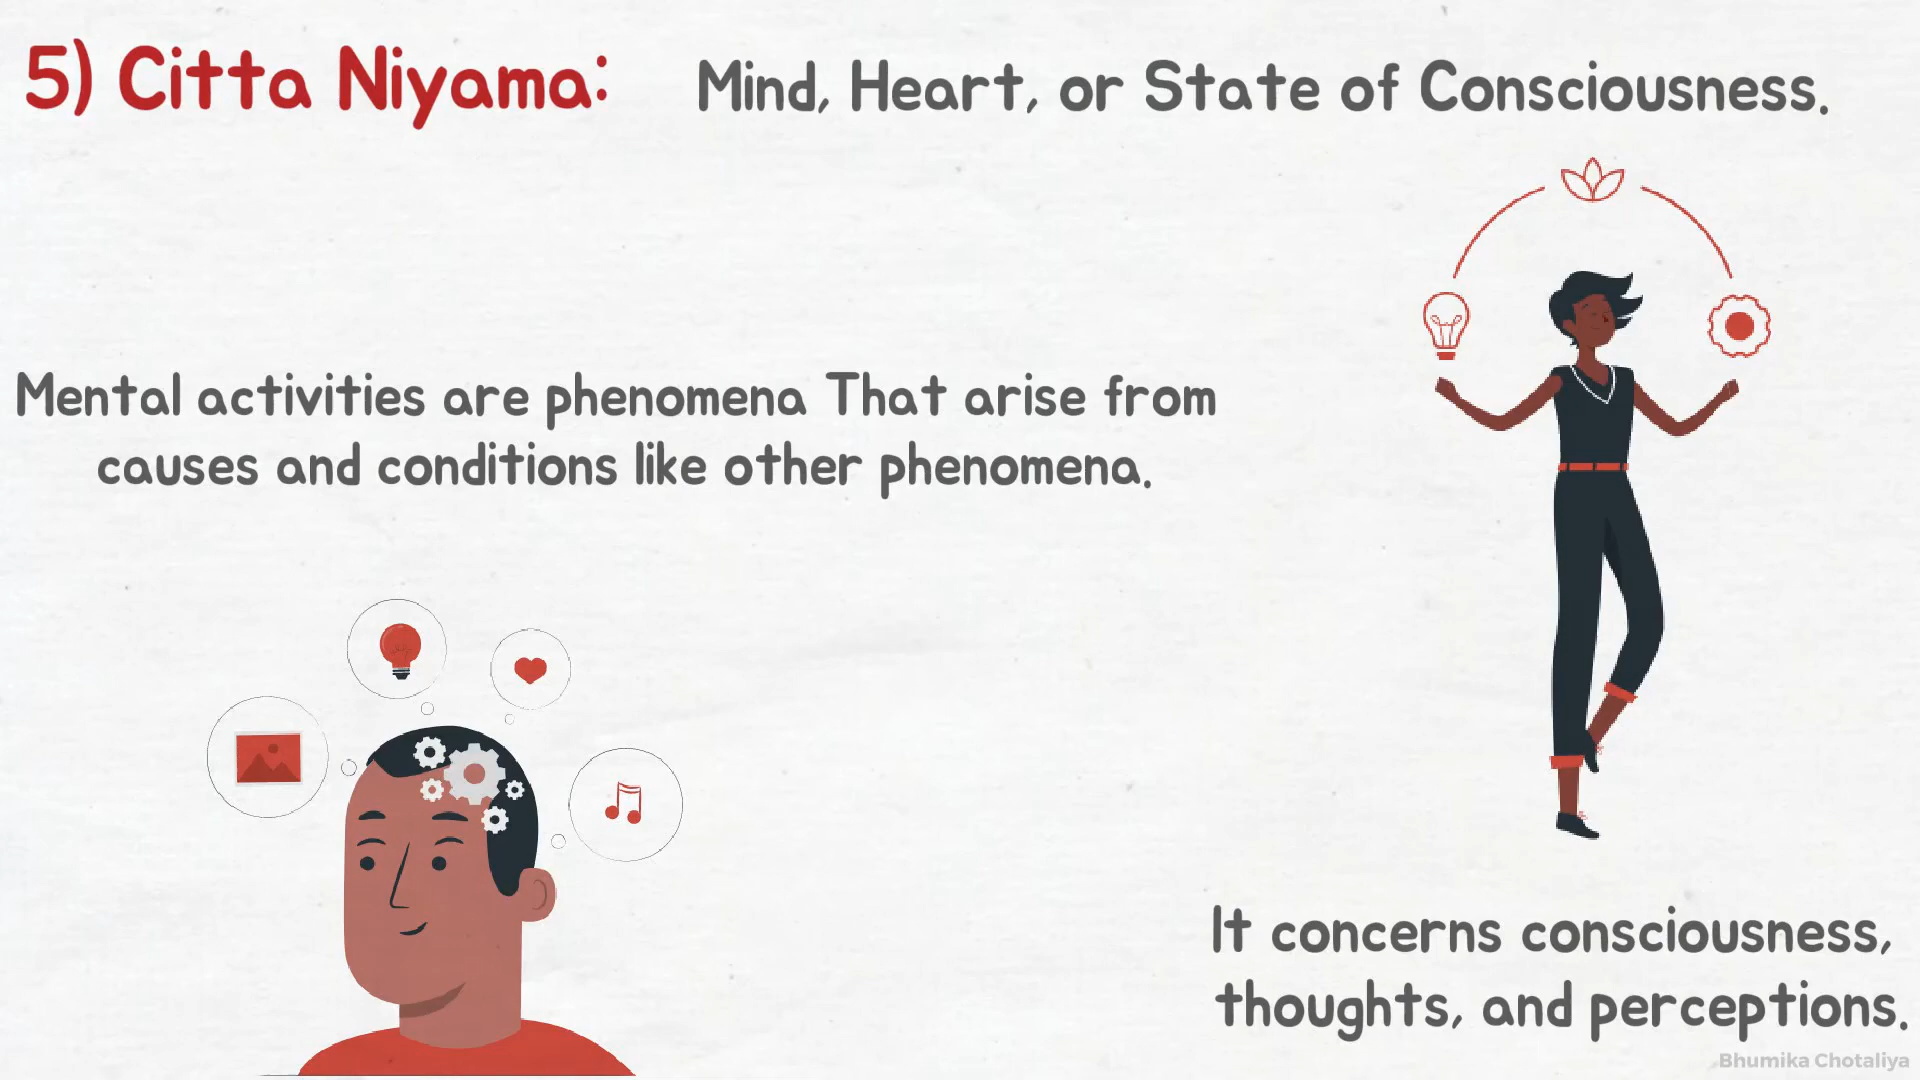 5) Citta Niyama: Mind, Heart, or State of Consciousness.
Mental activities are phenomena That arise from
causes and conditions like other phenomena.
It concerns consciousness,
thoughts, and perceptions.
Bhumika Chotaliya